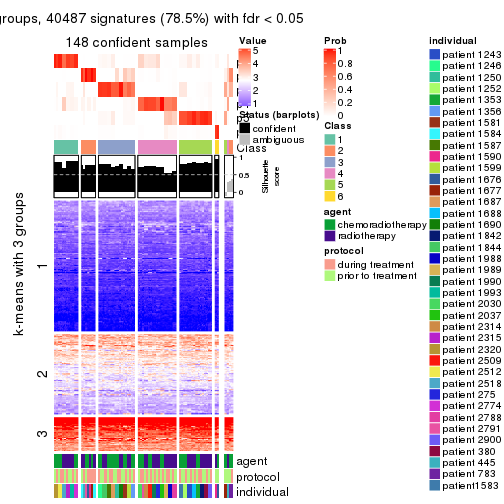 groups, 40487 signatures (78.5%) with fdr < 0.05
148 confident samples
k-means with 3 groups
1
2
3
Class
1
0.5
0
Silhouette
score
agent
protocol
individual
Value
5
4
3
2
1
Status (barplots)
confident
ambiguous
Prob
1
0.8
0.6
0.4
0.2
0
Class
1
2
3
4
5
6
agent
chemoradiotherapy
radiotherapy
protocol
during treatment
prior to treatment
individual
patient 1243
patient 1246
patient 1250
patient 1252
patient 1353
patient 1356
patient 1581
patient 1584
patient 1587
patient 1590
patient 1599
patient 1676
patient 1677
patient 1687
patient 1688
patient 1690
patient 1842
patient 1844
patient 1988
patient 1989
patient 1990
patient 1993
patient 2030
patient 2037
patient 2314
patient 2315
patient 2320
patient 2509
patient 2512
patient 2518
patient 275
patient 2774
patient 2788
patient 2791
patient 2900
patient 380
patient 445
patient 783
patient1583